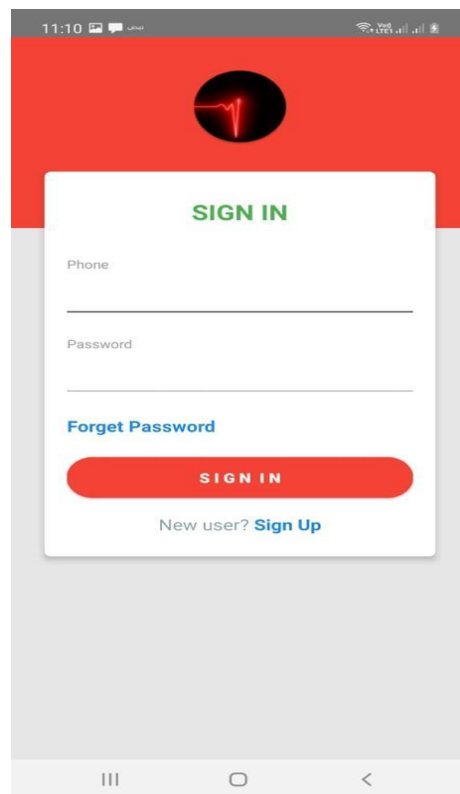 11:10
SIGN IN
Phone
Password
Forget Password
SIGN IN
New user? Sign Up